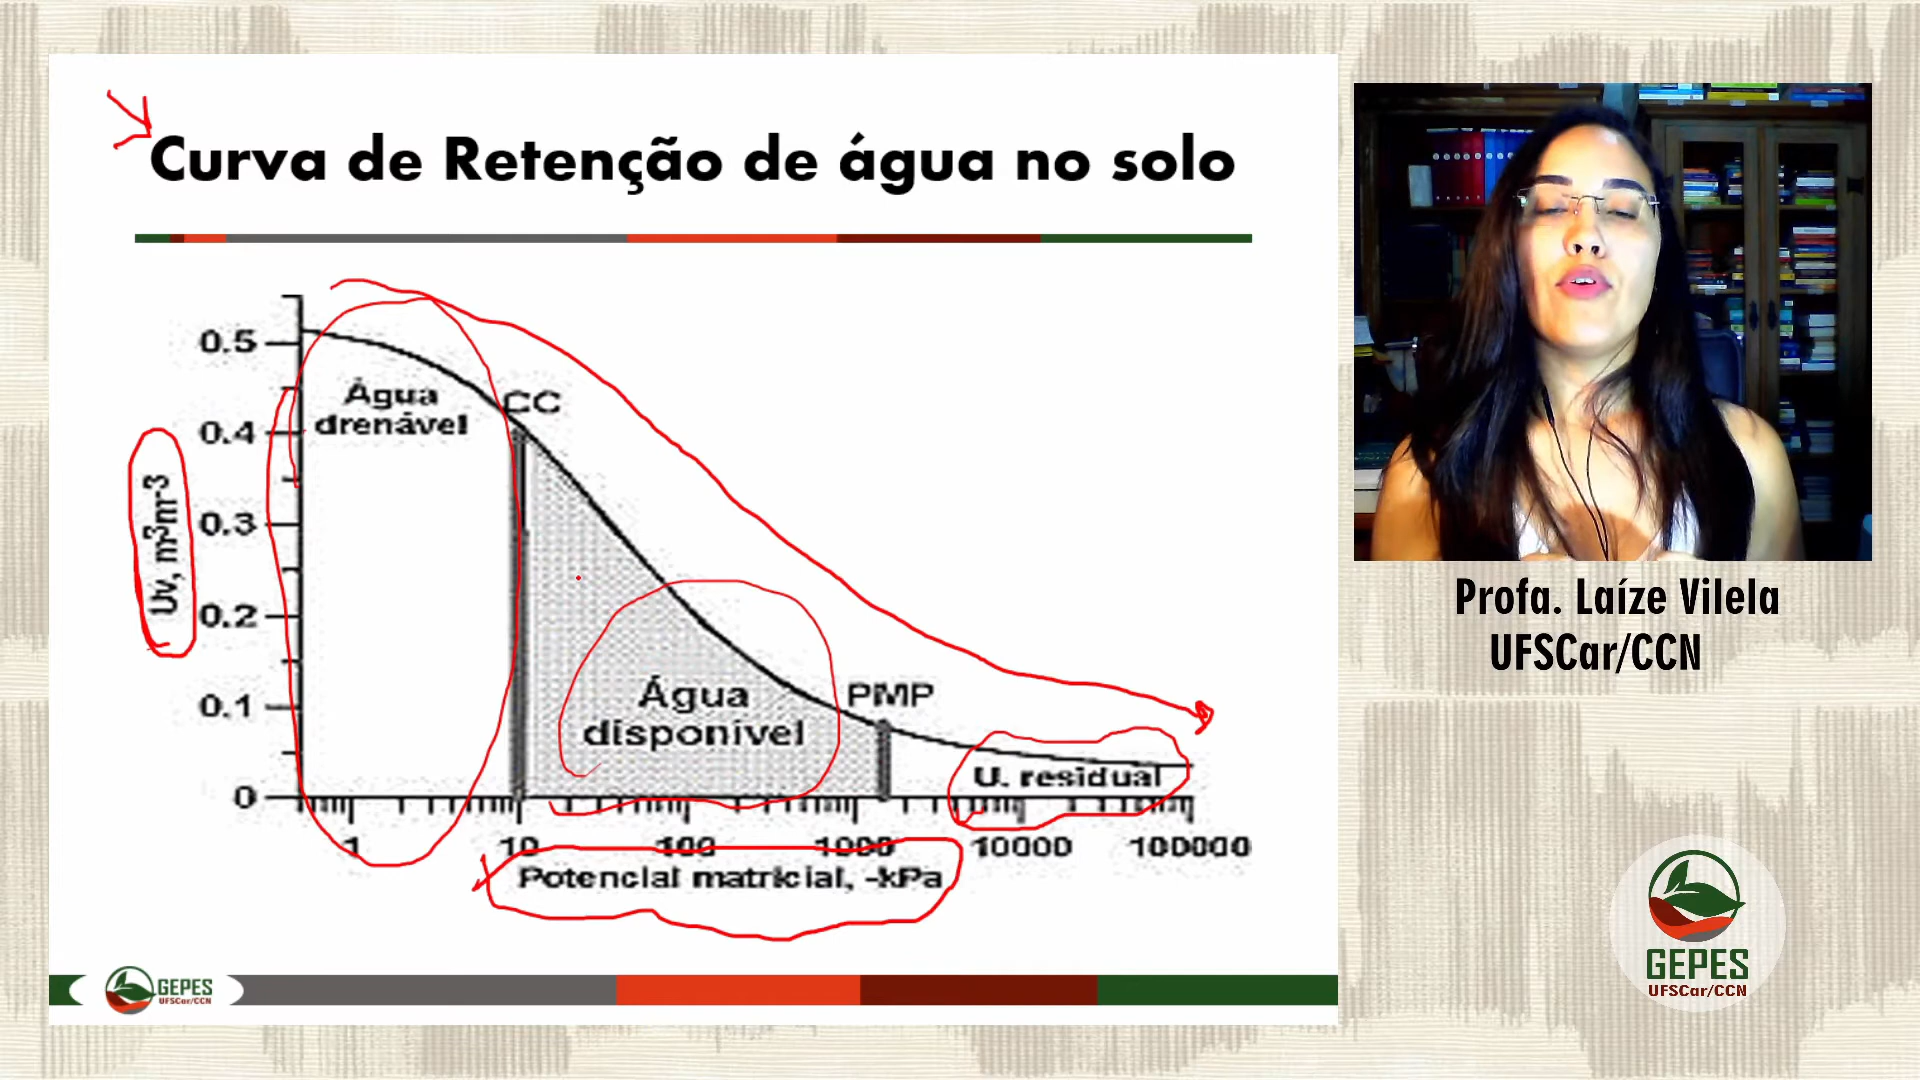 Curva de Retenção de água no solo
0.5
0.4
0.3
0.2
0.1
0
Uv, m³m-³
Água
drenável
CC
Água
disponível
PMP
U. residual
1
10
100
1000
10000
100000
Potencial matricial, -kPa
GEPES
UFSCar/CCN
Profa. Laíze Vilela
UFSCar/CCN
GEPES
UFSCar/CCN